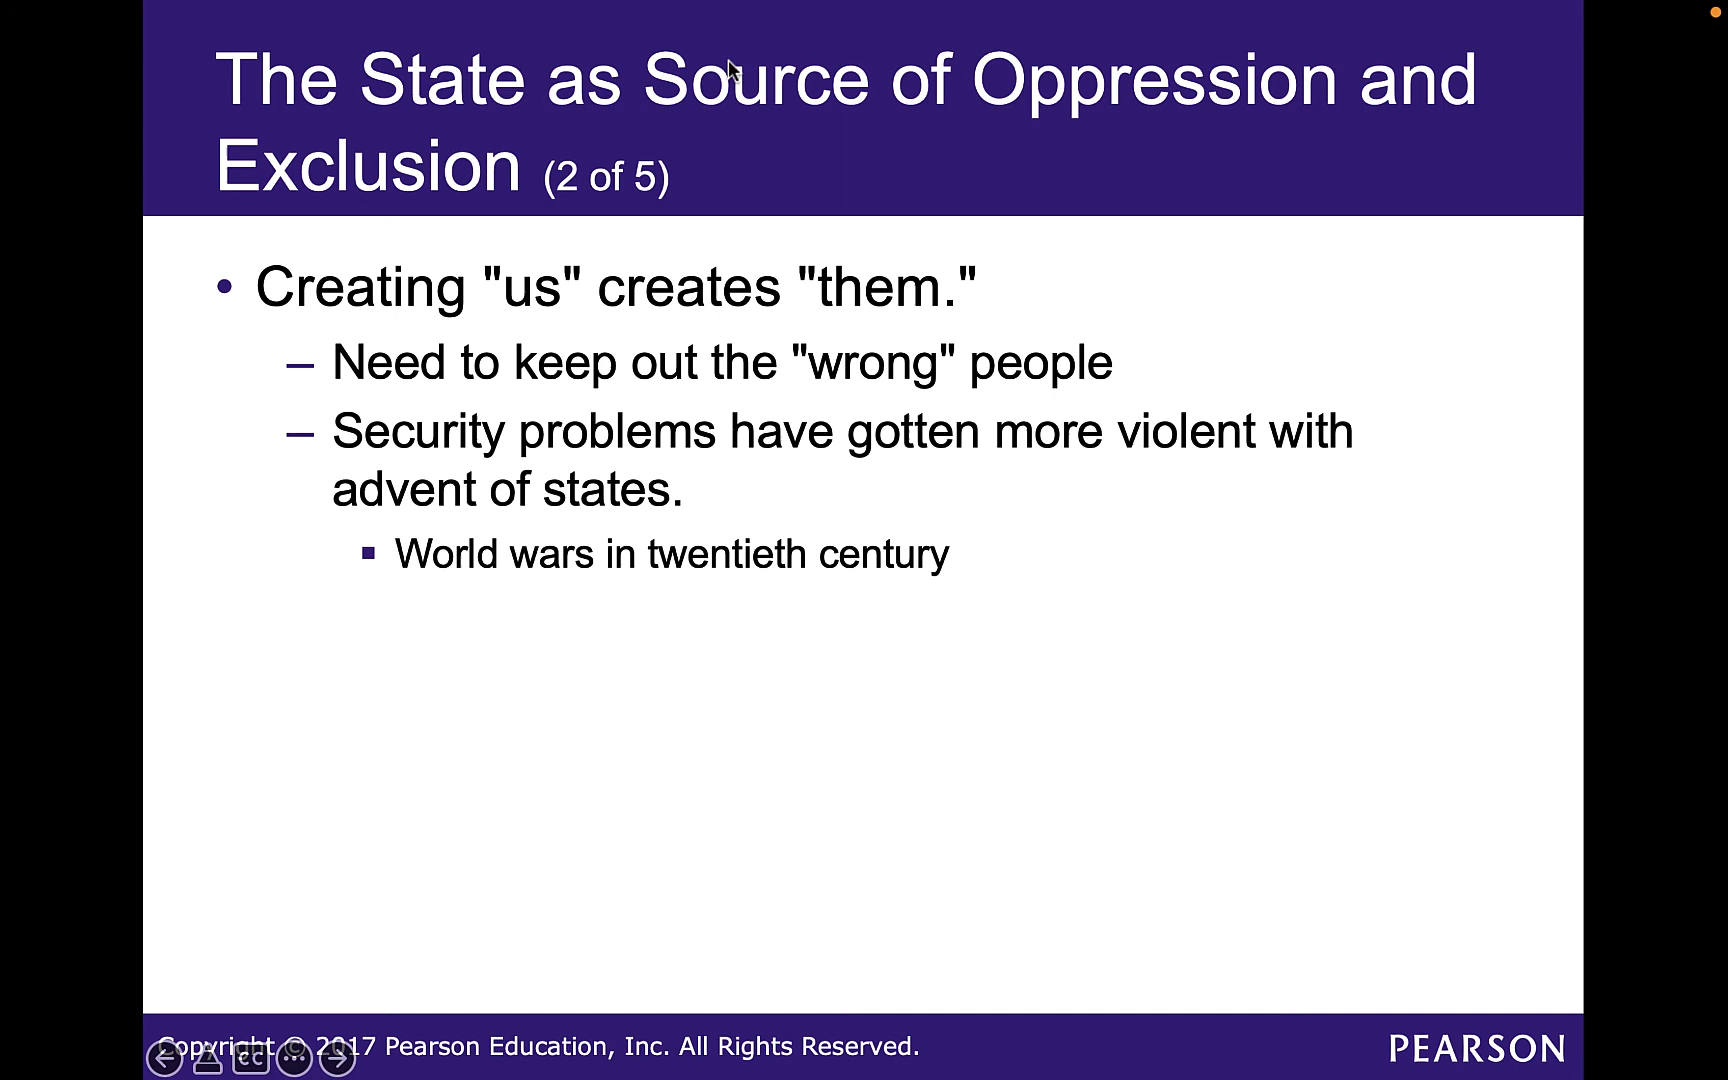 The State as Source of Oppression and
Exclusion (2 of 5)
• Creating "us" creates "them."
– Need to keep out the "wrong" people
– Security problems have gotten more violent with
advent of states.
▪ World wars in twentieth century
Copyright © 2017 Pearson Education, Inc. All Rights Reserved.
CC
PEARSON